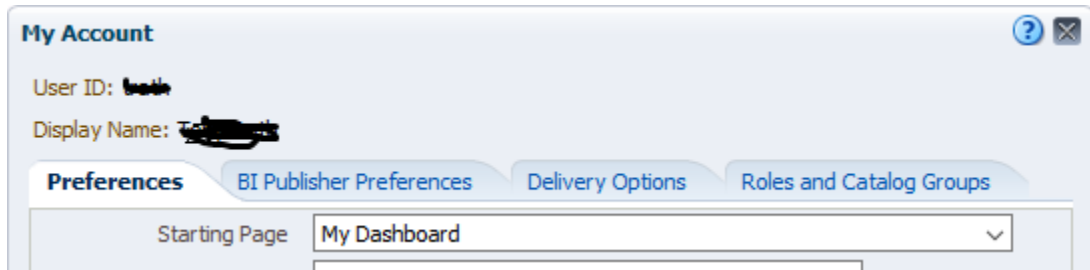 My Account
User ID:
Display Name:
Preferences BI Publisher Preferences Delivery Options Roles and Catalog Groups
Starting Page My Dashboard